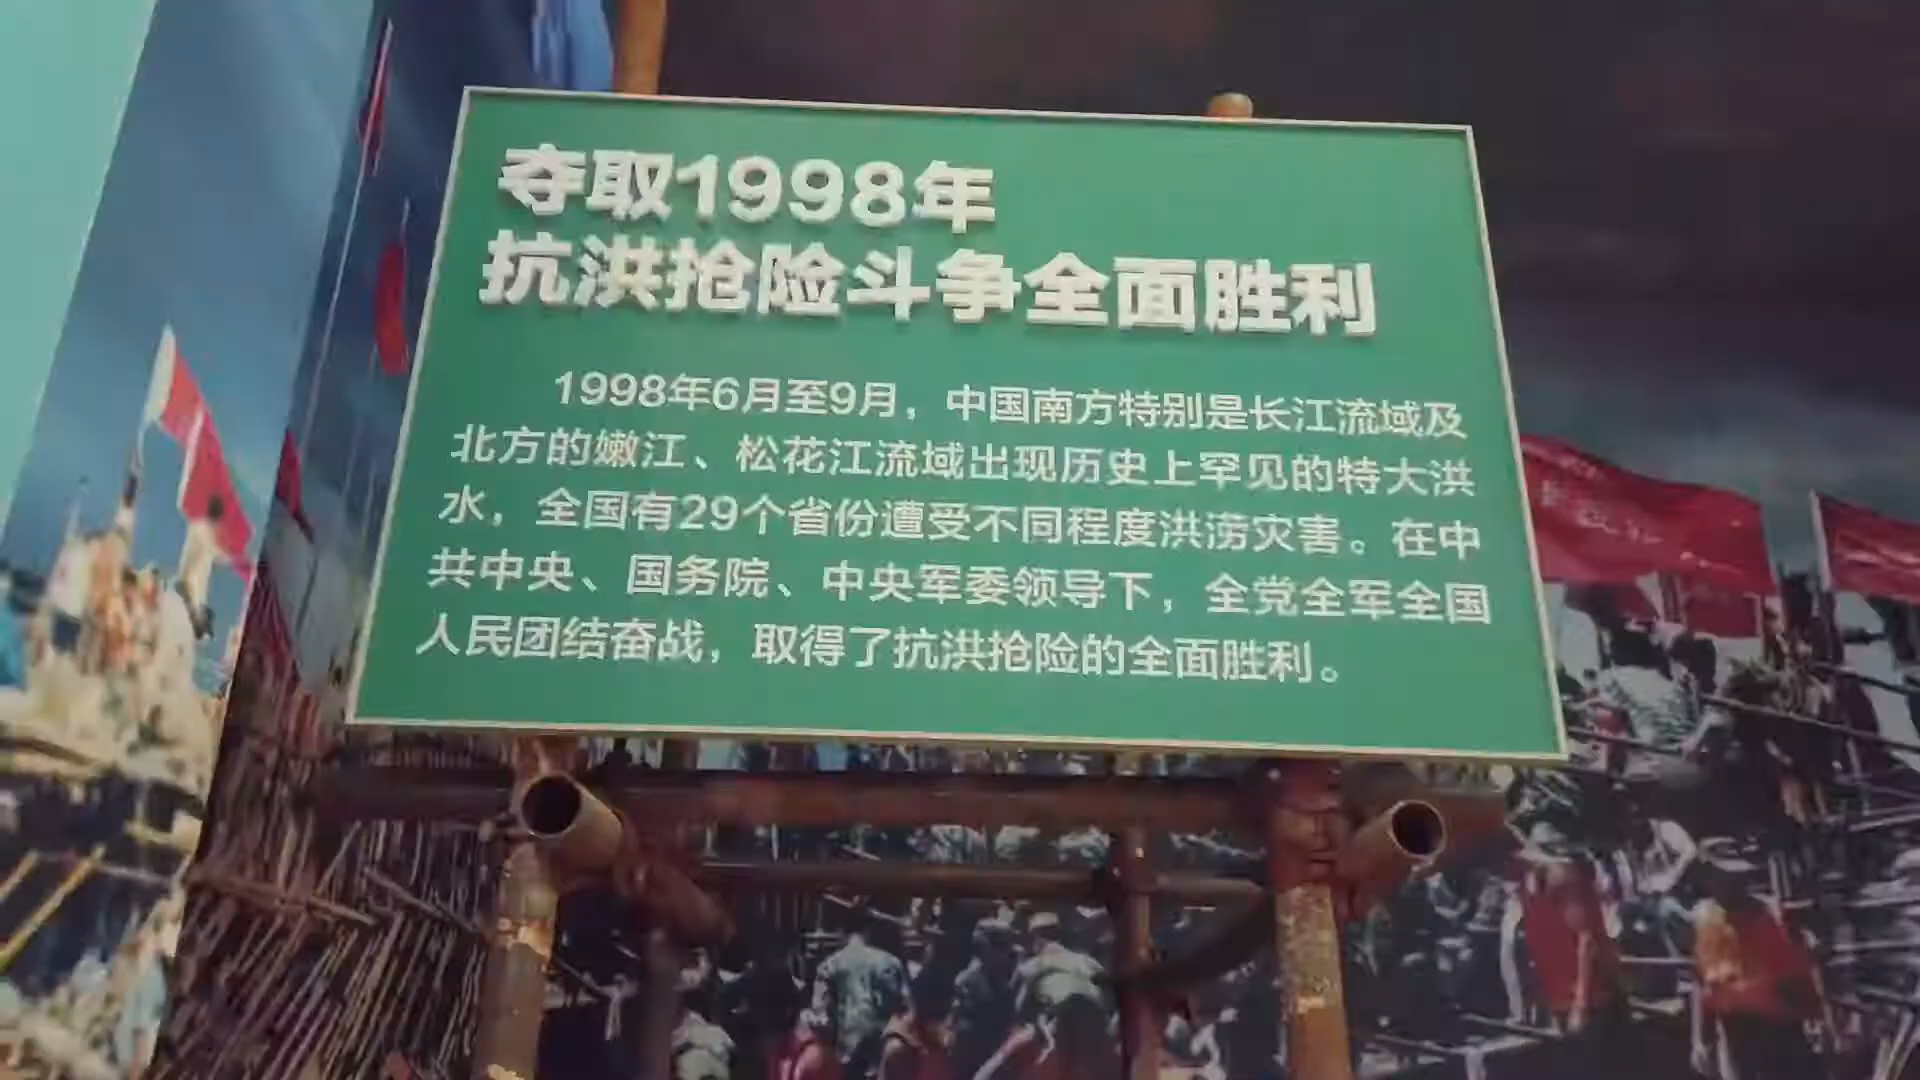 夺取1998年
抗洪抢险斗争全面胜利
1998年6月至9月，中国南方特别是长江流域及
北方的嫩江、松花江流域出现历史上罕见的特大洪
水，全国有29个省份遭受不同程度洪涝灾害。在中
共中央、国务院、中央军委领导下，全党全军全国
人民团结奋战，取得了抗洪抢险的全面胜利。